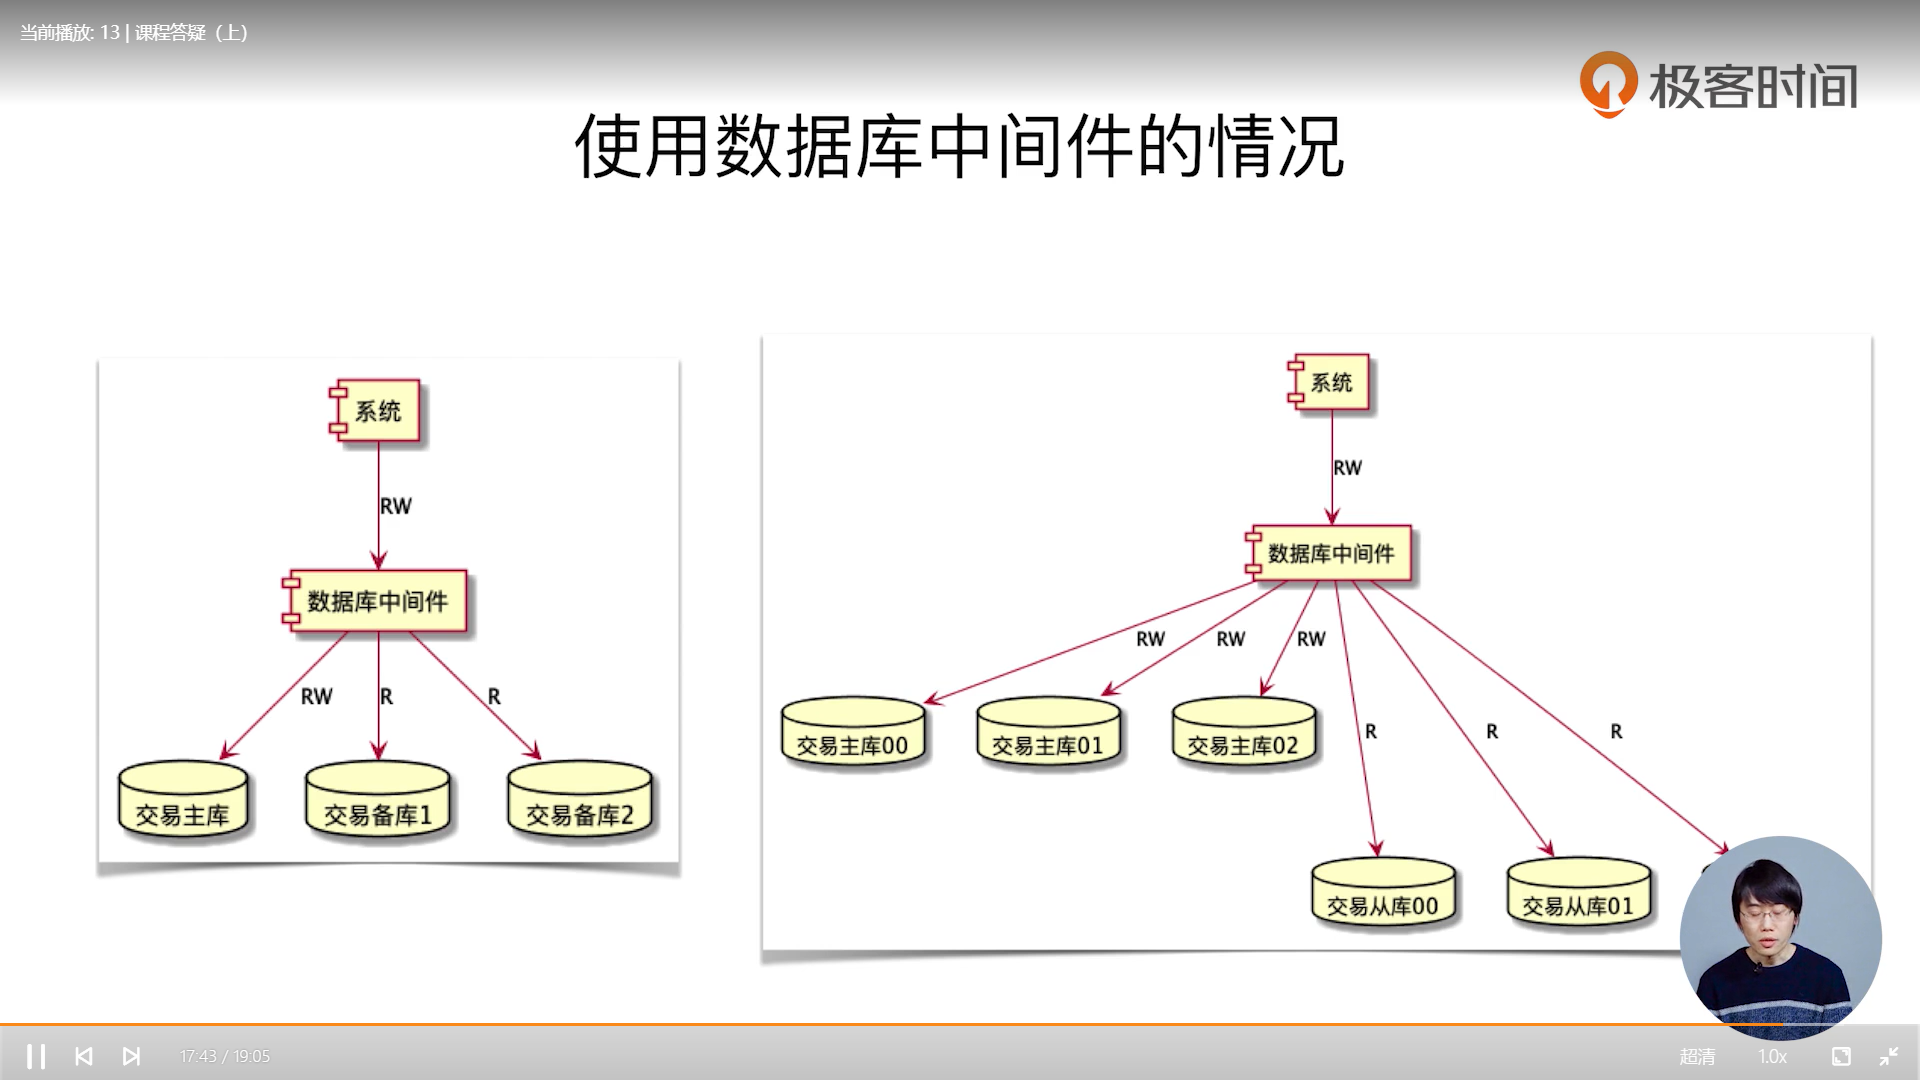 当前播放: 13 | 课程答疑（上）
极客时间
使用数据库中间件的情况
系统
RW
数据库中间件
RW
R
R
交易主库
交易备库1
交易备库2
系统
RW
数据库中间件
RW
RW
RW
交易主库00
交易主库01
交易主库02
R
R
R
交易从库00
交易从库01
17:43 / 19:05
超清
1.0x